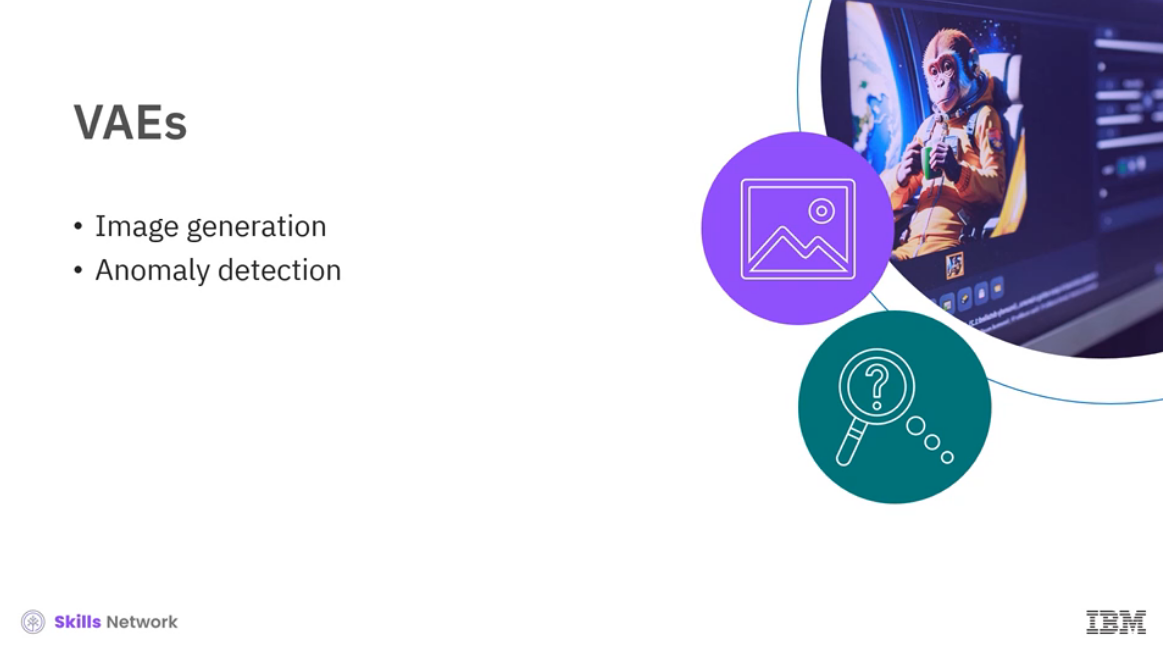 VAEs
• Image generation
• Anomaly detection
Skills Network
IBM